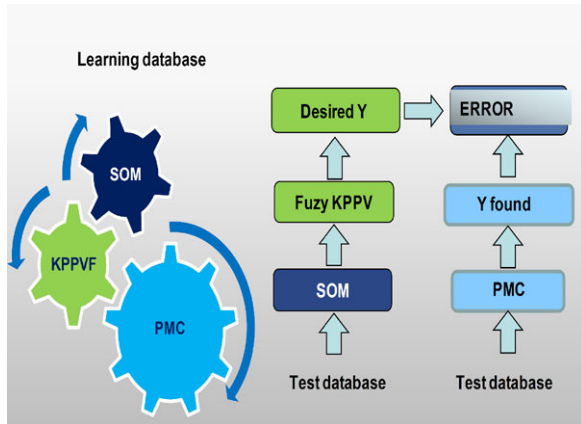 Learning database
SOM
KPPVF
PMC
Desired Y
ERROR
Fuzy KPPV
Y found
SOM
PMC
Test database
Test database